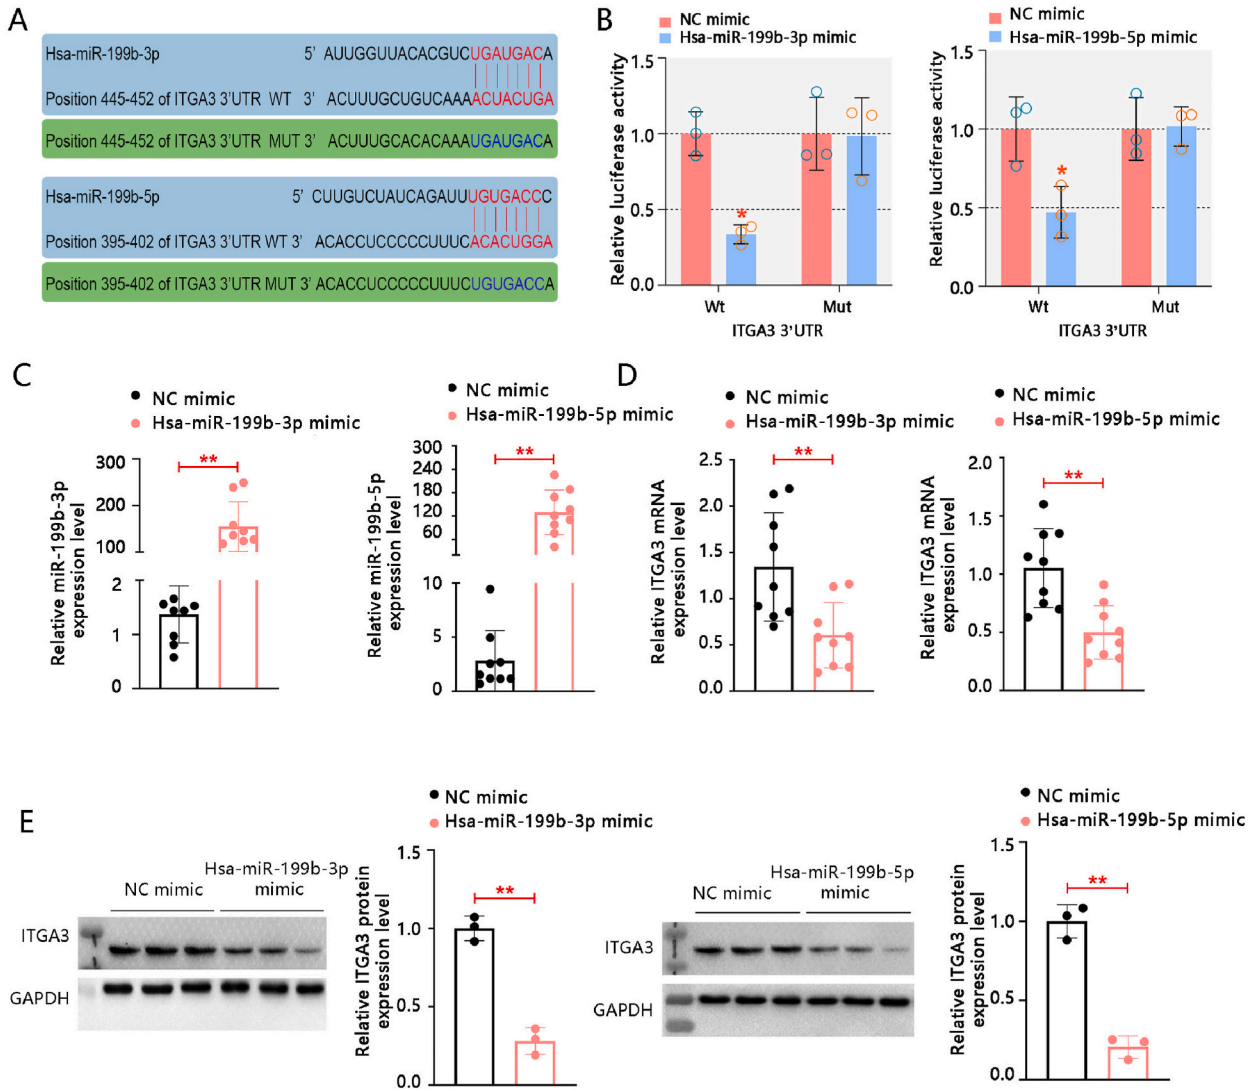 A
Hsa-miR-199b-3p 5' AUUGGUUACACGUCUGAUGACA
Position 445-452 of ITGA3 3'UTR WT 3' ACUUUGCUGUCAAAACUACUGA
Position 445-452 of ITGA3 3'UTR MUT 3' ACUUUGCACACAAAUGAUGACA
Hsa-miR-199b-5p 5' CUUGUCUAUCAGAUUUGUGACCC
Position 395-402 of ITGA3 3'UTR WT 3' ACACCUCCCCCUUUCACACUGGA
Position 395-402 of ITGA3 3'UTR MUT 3' ACACCUCCCCCUUUCUGUGACCA
B
NC mimic
Hsa-miR-199b-3p mimic
Relative luciferase activity
1.5
1.0
0.5
0.0
*
Wt Mut
ITGA3 3'UTR
NC mimic
Hsa-miR-199b-5p mimic
Relative luciferase activity
1.5
1.0
0.5
0.0
*
Wt Mut
ITGA3 3'UTR
C
NC mimic
Hsa-miR-199b-3p mimic
Relative miR-199b-3p
expression level
300
200
100
2
1
0
**
NC mimic
Hsa-miR-199b-5p mimic
Relative miR-199b-5p
expression level
300
240
180
120
60
10
5
0
**
D
NC mimic
Hsa-miR-199b-3p mimic
Relative ITGA3 mRNA
expression level
2.5
2.0
1.5
1.0
0.5
0.0
**
NC mimic
Hsa-miR-199b-5p mimic
Relative ITGA3 mRNA
expression level
2.0
1.5
1.0
0.5
0.0
**
E
NC mimic
Hsa-miR-199b-3p
mimic
ITGA3
GAPDH
NC mimic
Hsa-miR-199b-3p mimic
Relative ITGA3 protein
expression level
1.5
1.0
0.5
0.0
**
NC mimic
Hsa-miR-199b-5p
mimic
ITGA3
GAPDH
NC mimic
Hsa-miR-199b-5p mimic
Relative ITGA3 protein
expression level
1.5
1.0
0.5
0.0
**